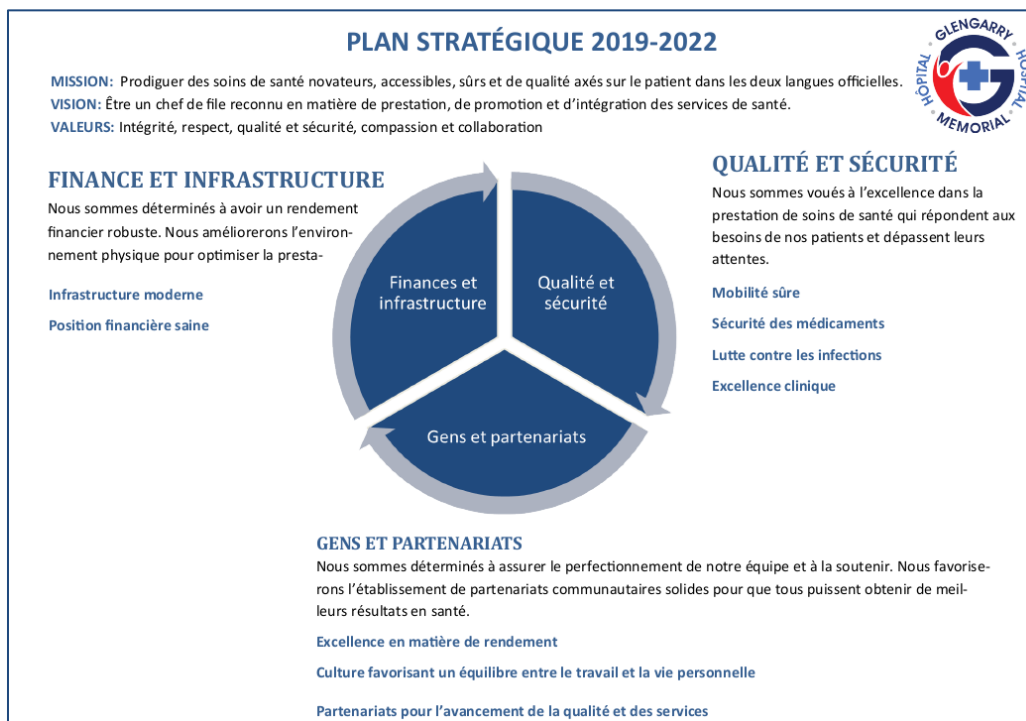 PLAN STRATÉGIQUE 2019-2022
HÔPITAL GLENGARRY HOSPITAL
MEMORIAL
MISSION: Prodiguer des soins de santé novateurs, accessibles, sûrs et de qualité axés sur le patient dans les deux langues officielles.
VISION: Être un chef de file reconnu en matière de prestation, de promotion et d'intégration des services de santé.
VALEURS: Intégrité, respect, qualité et sécurité, compassion et collaboration
FINANCE ET INFRASTRUCTURE
Nous sommes déterminés à avoir un rendement
financier robuste. Nous améliorerons l'environ-
nement physique pour optimiser la presta-
Infrastructure moderne
Position financière saine
Finances et
infrastructure
Qualité et
sécurité
Gens et partenariats
QUALITÉ ET SÉCURITÉ
Nous sommes voués à l'excellence dans la
prestation de soins de santé qui répondent aux
besoins de nos patients et dépassent leurs
attentes.
Mobilité sûre
Sécurité des médicaments
Lutte contre les infections
Excellence clinique
GENS ET PARTENARIATS
Nous sommes déterminés à assurer le perfectionnement de notre équipe et à la soutenir. Nous favorise-
rons l'établissement de partenariats communautaires solides pour que tous puissent obtenir de meil-
leurs résultats en santé.
Excellence en matière de rendement
Culture favorisant un équilibre entre le travail et la vie personnelle
Partenariats pour l'avancement de la qualité et des services